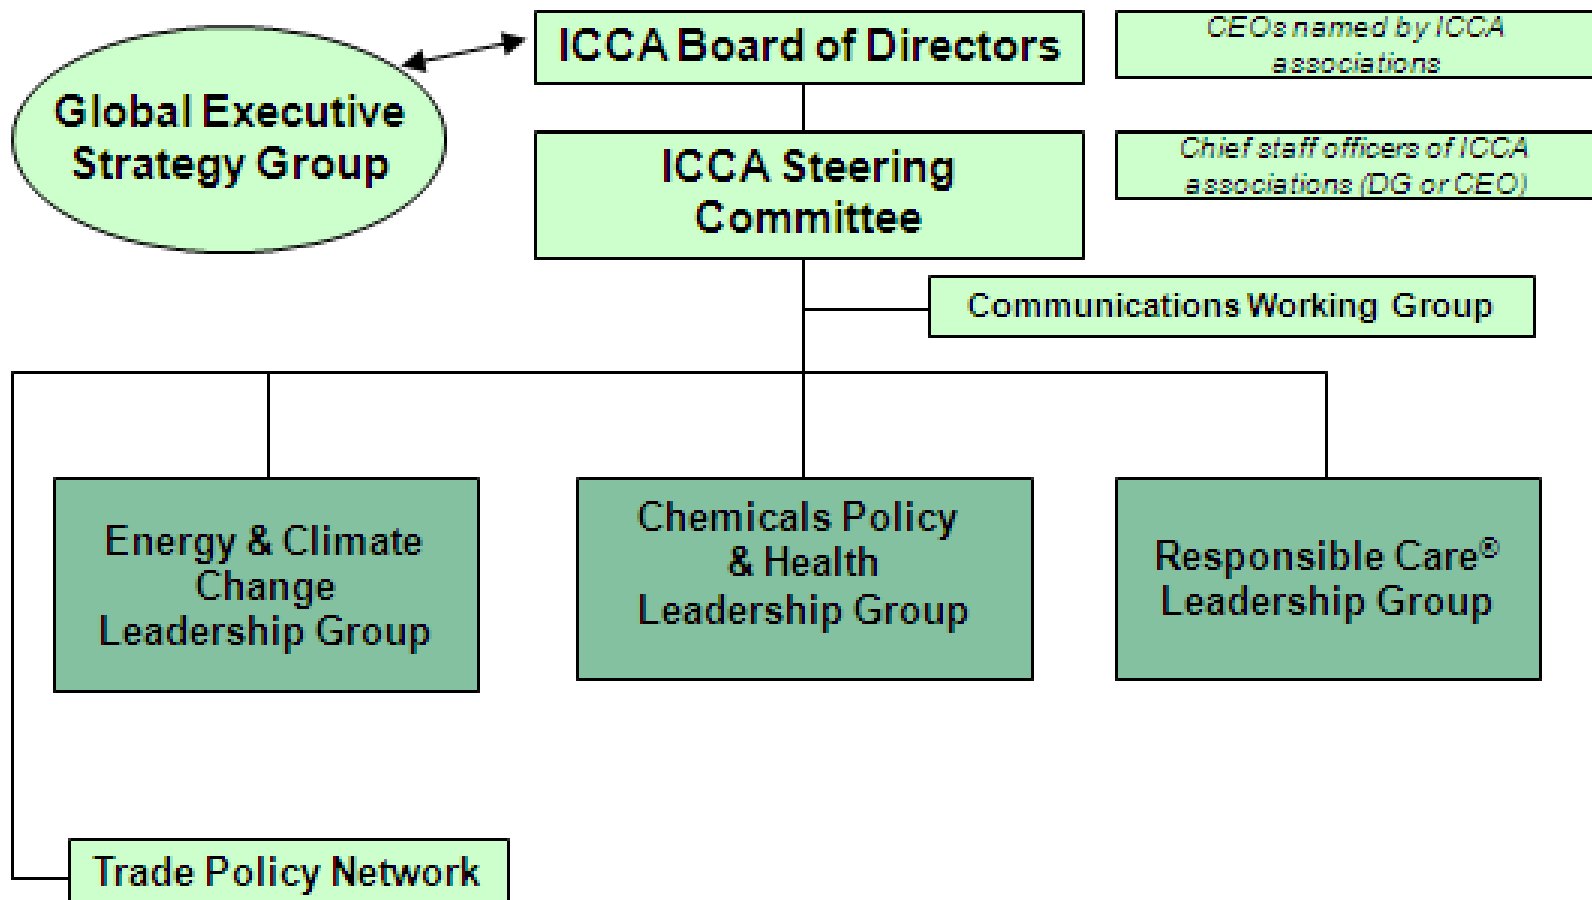 Global Executive
Strategy Group
ICCA Board of Directors
CEOs named by ICCA
associations
ICCA Steering
Committee
Chief staff officers of ICCA
associations (DG or CEO)
Communications Working Group
Energy & Climate
Change
Leadership Group
Chemicals Policy
& Health
Leadership Group
Responsible Care®
Leadership Group
Trade Policy Network